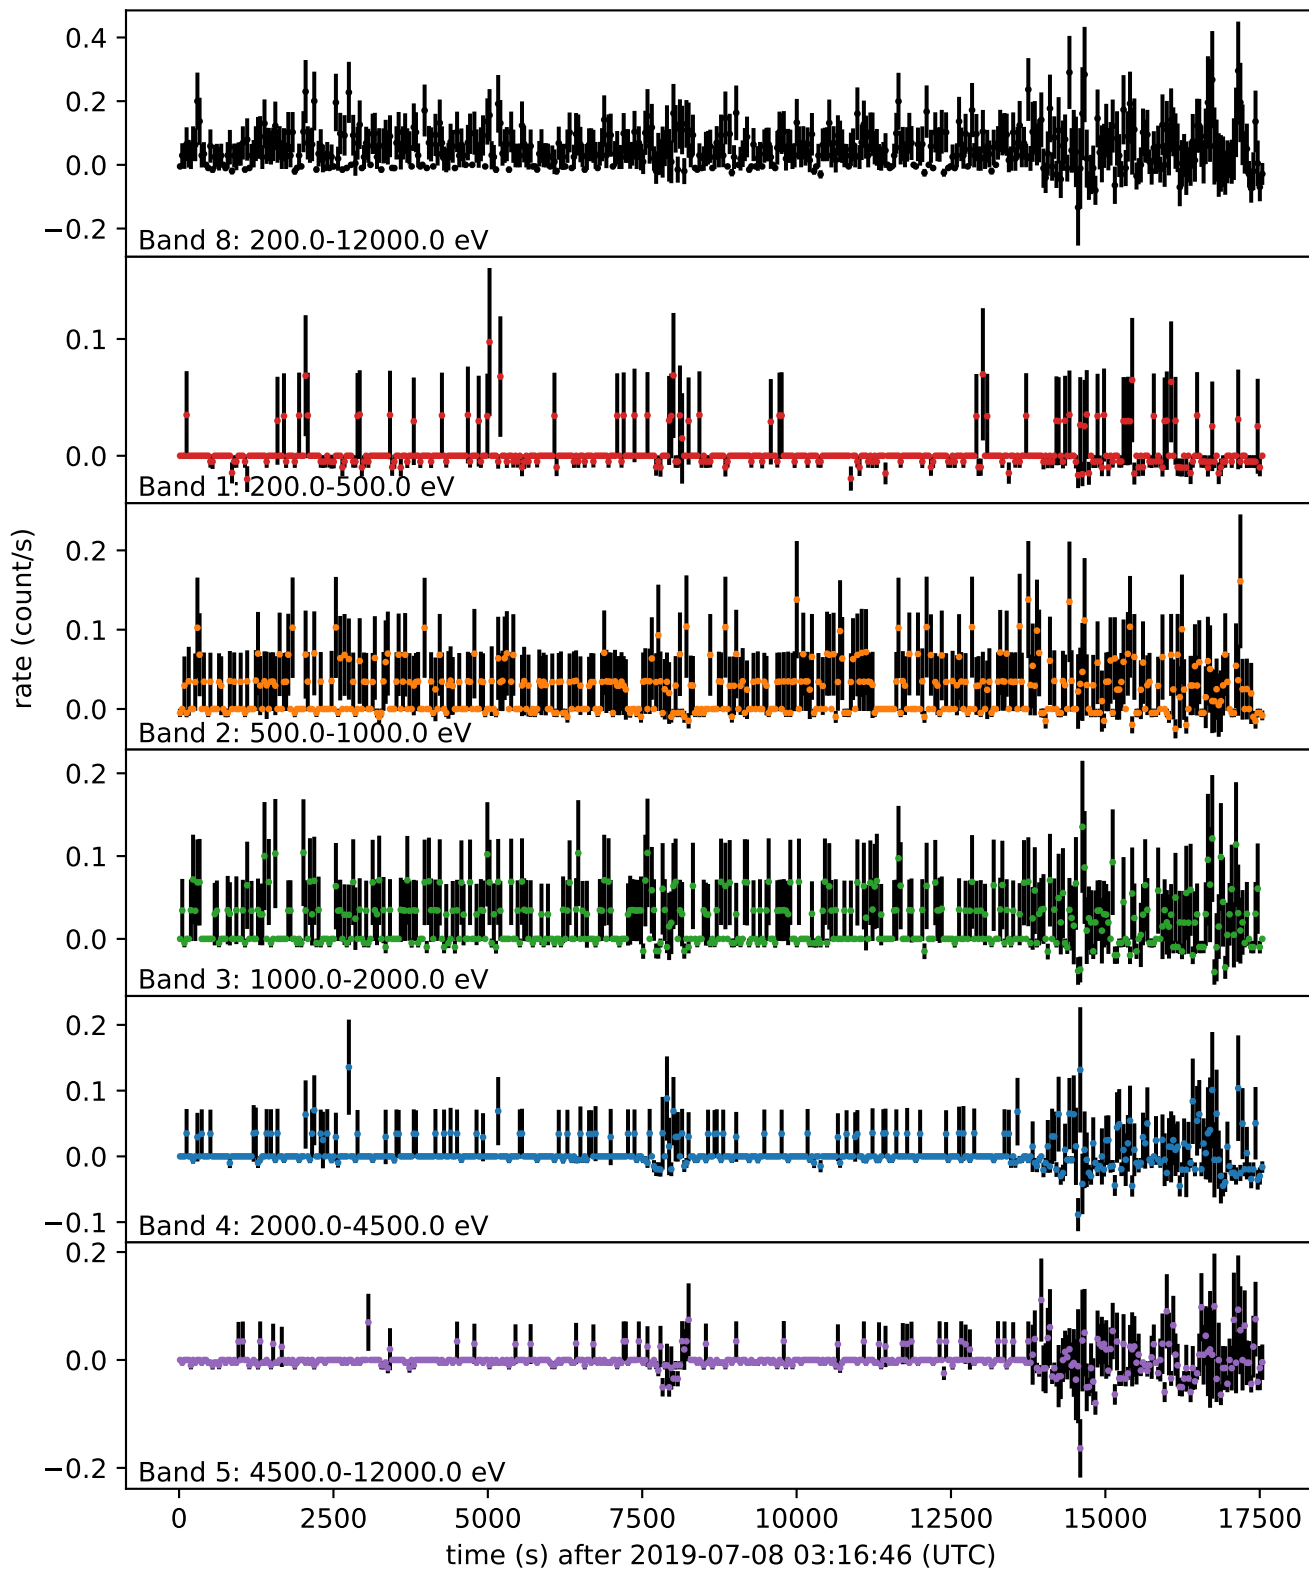 0.4
0.2
0.0
−0.2
Band 8: 200.0-12000.0 eV
0.1
0.0
Band 1: 200.0-500.0 eV
rate (count/s)
0.2
0.1
0.0
Band 2: 500.0-1000.0 eV
0.2
0.1
0.0
Band 3: 1000.0-2000.0 eV
0.2
0.1
0.0
−0.1
Band 4: 2000.0-4500.0 eV
0.2
0.0
−0.2
Band 5: 4500.0-12000.0 eV
0 2500 5000 7500 10000 12500 15000 17500
time (s) after 2019-07-08 03:16:46 (UTC)